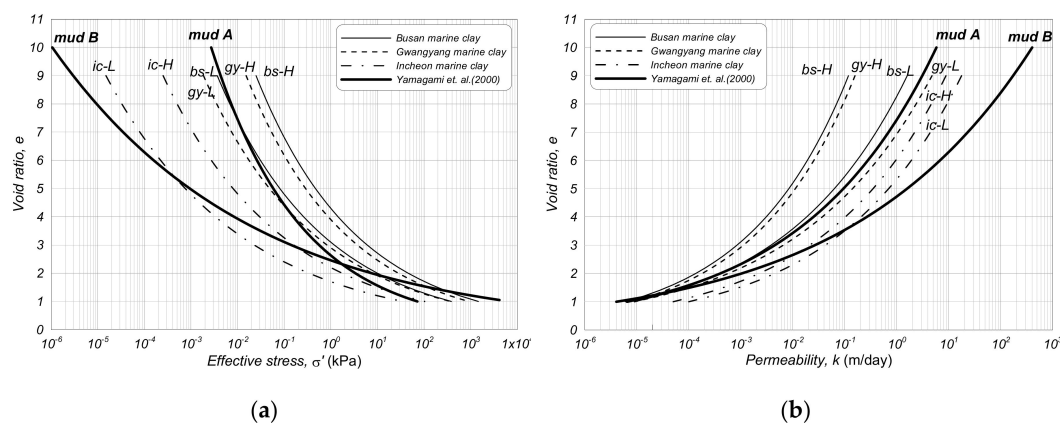 11
10
9
8
7
6
5
4
3
2
1
0
Void ratio, e
mud B
mud A
ic-L
ic-H
bs-L
gy-H
bs-H
gy-L
Busan marine clay
Gwangyang marine clay
Incheon marine clay
Yamagami et. al.(2000)
10⁻⁶ 10⁻⁵ 10⁻⁴ 10⁻³ 10⁻² 10⁻¹ 10⁰ 10¹ 10² 10³ 1x10
Effective stress, σ' (kPa)
(a)
11
10
9
8
7
6
5
4
3
2
1
0
Void ratio, e
Busan marine clay
Gwangyang marine clay
Incheon marine clay
Yamagami et. al.(2000)
mud A
mud B
bs-H
gy-H
bs-L
gy-L
ic-H
ic-L
10⁻⁶ 10⁻⁵ 10⁻⁴ 10⁻³ 10⁻² 10⁻¹ 10⁰ 10¹ 10² 10³
Permeability, k (m/day)
(b)